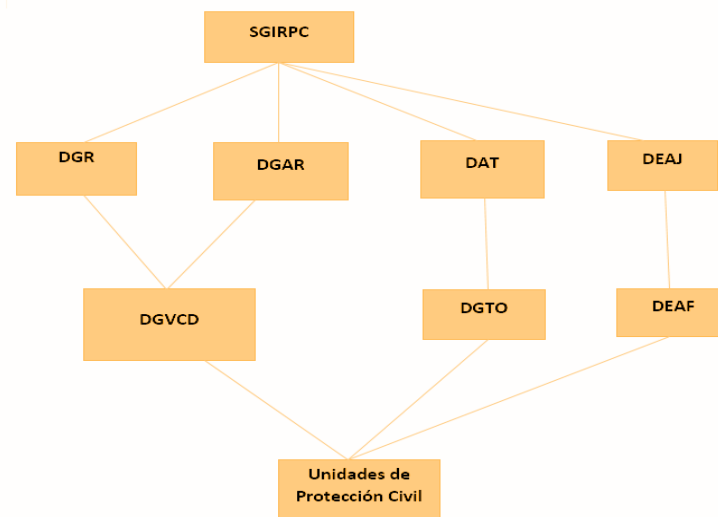 SGIRPC
DGR
DGAR
DAT
DEAJ
DGVCD
DGTO
DEAF
Unidades de
Protección Civil